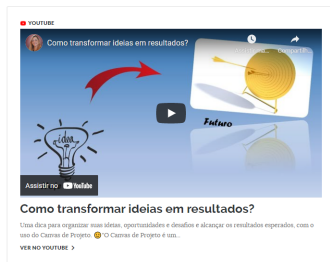 YOUTUBE
Como transformar ideias em resultados?
Compartil...
Futuro
idea
Assistir no YouTube
Como transformar ideias em resultados?
Uma dica para organizar suas ideias, oportunidades e desafios e alcançar os resultados esperados, com o
uso do Canvas de Projeto. 😃"O Canvas de Projeto é um...
VER NO YOUTUBE >